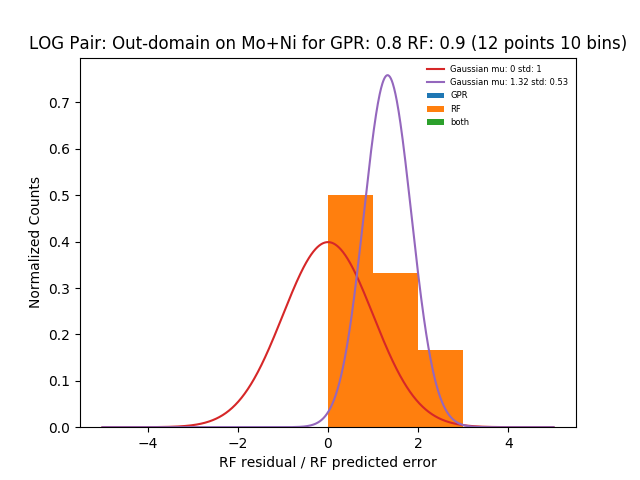 LOG Pair: Out-domain on Mo+Ni for GPR: 0.8 RF: 0.9 (12 points 10 bins)
Gaussian mu: 0 std: 1
Gaussian mu: 1.32 std: 0.53
GPR
RF
both
Normalized Counts
0.7
0.6
0.5
0.4
0.3
0.2
0.1
0.0
−4 −2 0 2 4
RF residual / RF predicted error